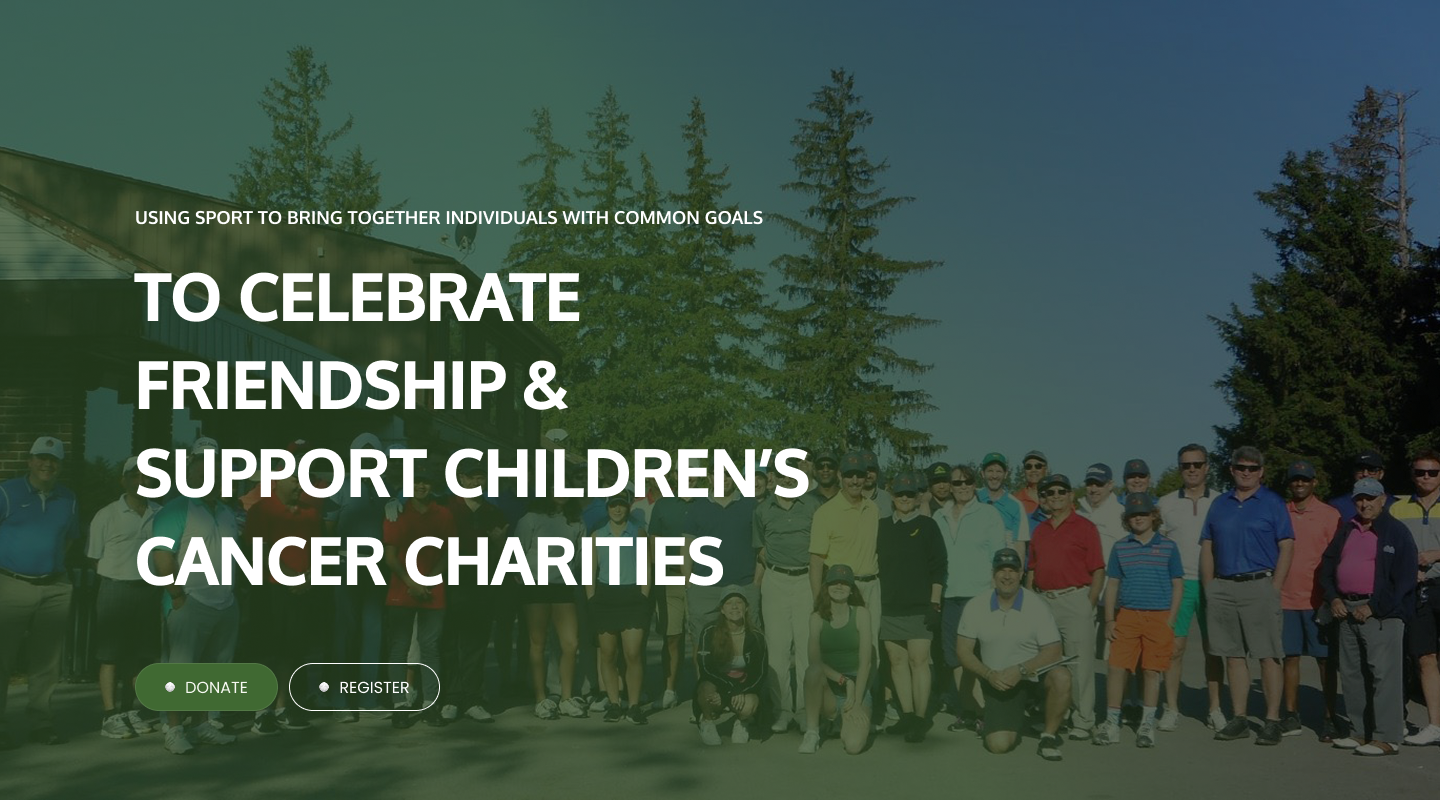 USING SPORT TO BRING TOGETHER INDIVIDUALS WITH COMMON GOALS
TO CELEBRATE
FRIENDSHIP &
SUPPORT CHILDREN’S
CANCER CHARITIES
DONATE
REGISTER